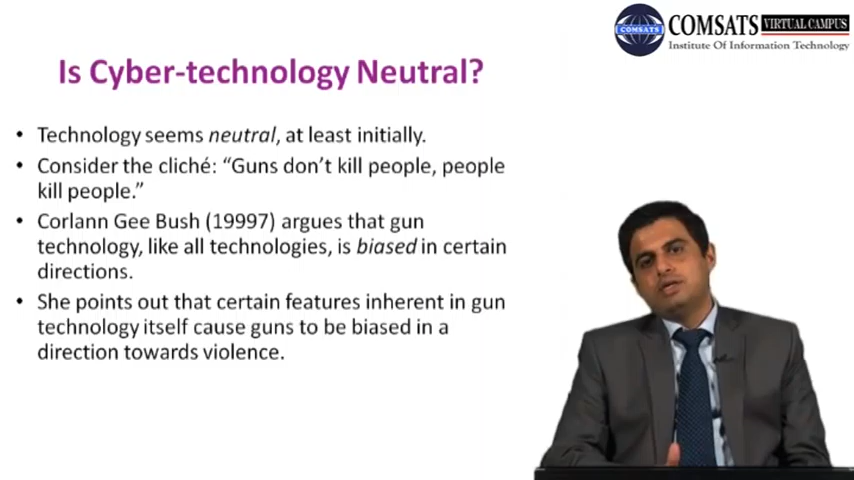 COMSATS VIRTUAL CAMPUS
COMSATS
Institute Of Information Technology
Is Cyber-technology Neutral?
• Technology seems neutral, at least initially.
• Consider the cliché: “Guns don’t kill people, people
kill people.”
• Corlann Gee Bush (19997) argues that gun
technology, like all technologies, is biased in certain
directions.
• She points out that certain features inherent in gun
technology itself cause guns to be biased in a
direction towards violence.